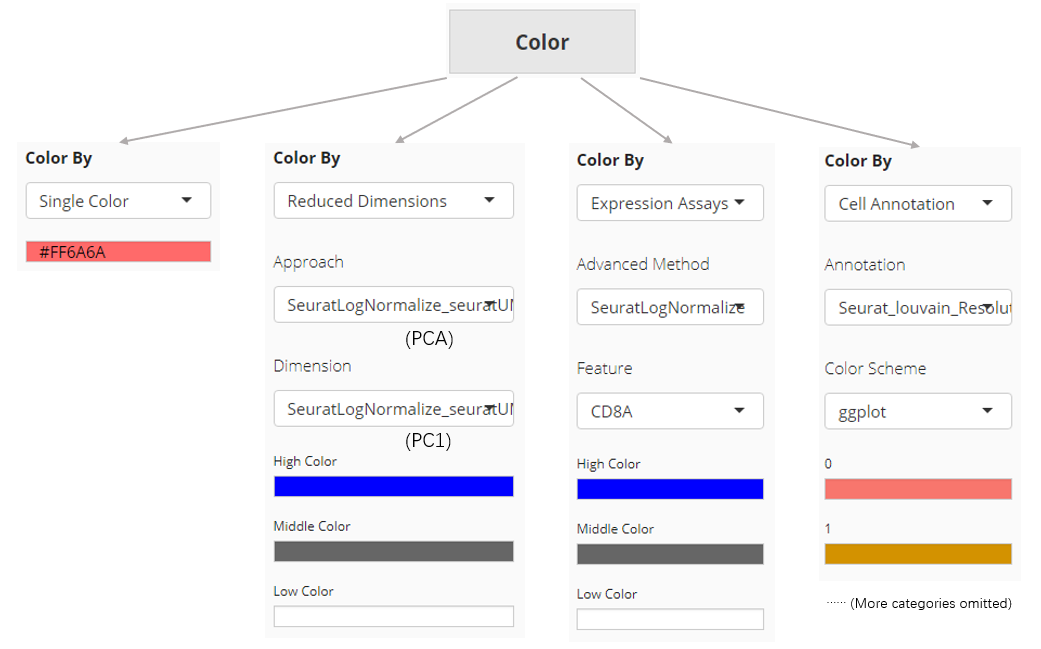 Color
Color By
Single Color
#FF6A6A
Color By
Reduced Dimensions
Approach
SeuratLogNormalize_seuratUM
(PCA)
Dimension
SeuratLogNormalize_seuratUM
(PC1)
High Color
Middle Color
Low Color
Color By
Expression Assays
Advanced Method
SeuratLogNormalize
Feature
CD8A
High Color
Middle Color
Low Color
Color By
Cell Annotation
Annotation
Seurat_louvain_Resolut
Color Scheme
ggplot
0
1
······ (More categories omitted)